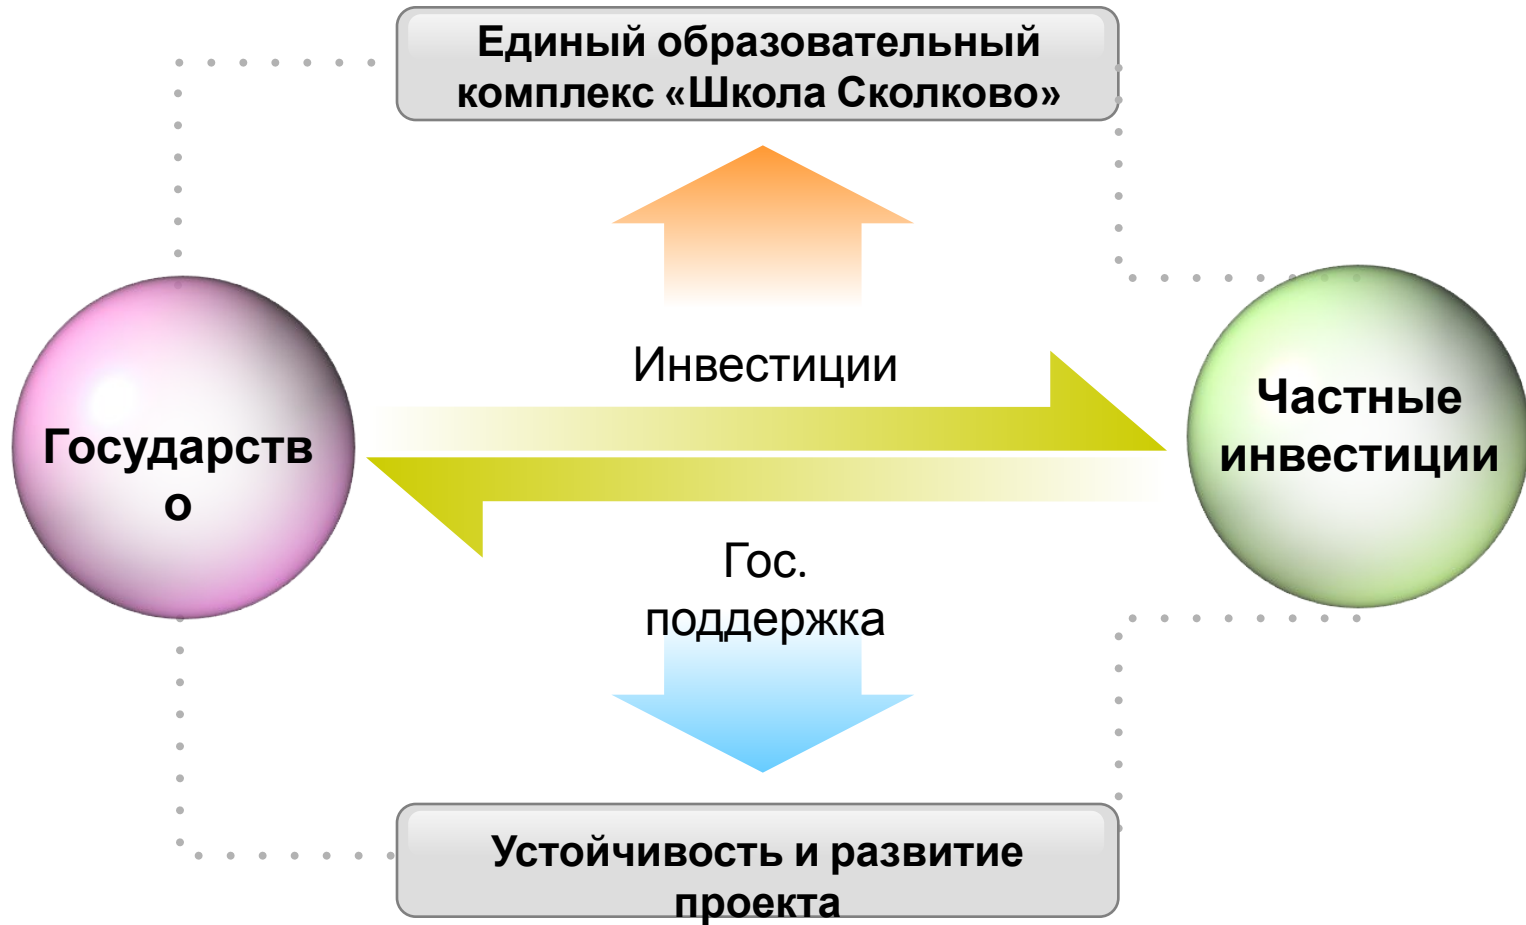 Единый образовательный
комплекс «Школа Сколково»
Инвестиции
Государств
о
Частные
инвестиции
Гос.
поддержка
Устойчивость и развитие
проекта